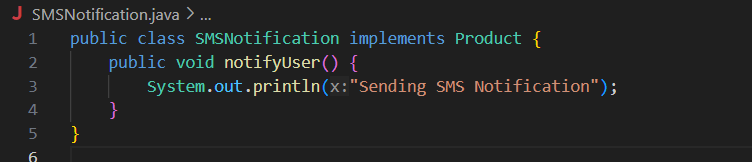 J SMSNotification.java > ...
1 public class SMSNotification implements Product {
2     public void notifyUser() {
3         System.out.println(x:"Sending SMS Notification");
4     }
5 }
6